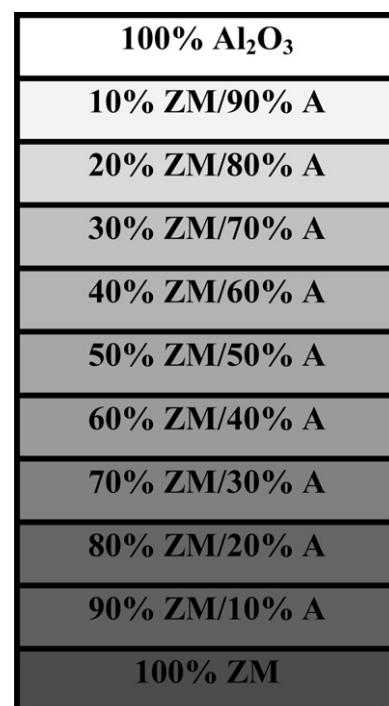 100% Al₂O₃
10% ZM/90% A
20% ZM/80% A
30% ZM/70% A
40% ZM/60% A
50% ZM/50% A
60% ZM/40% A
70% ZM/30% A
80% ZM/20% A
90% ZM/10% A
100% ZM